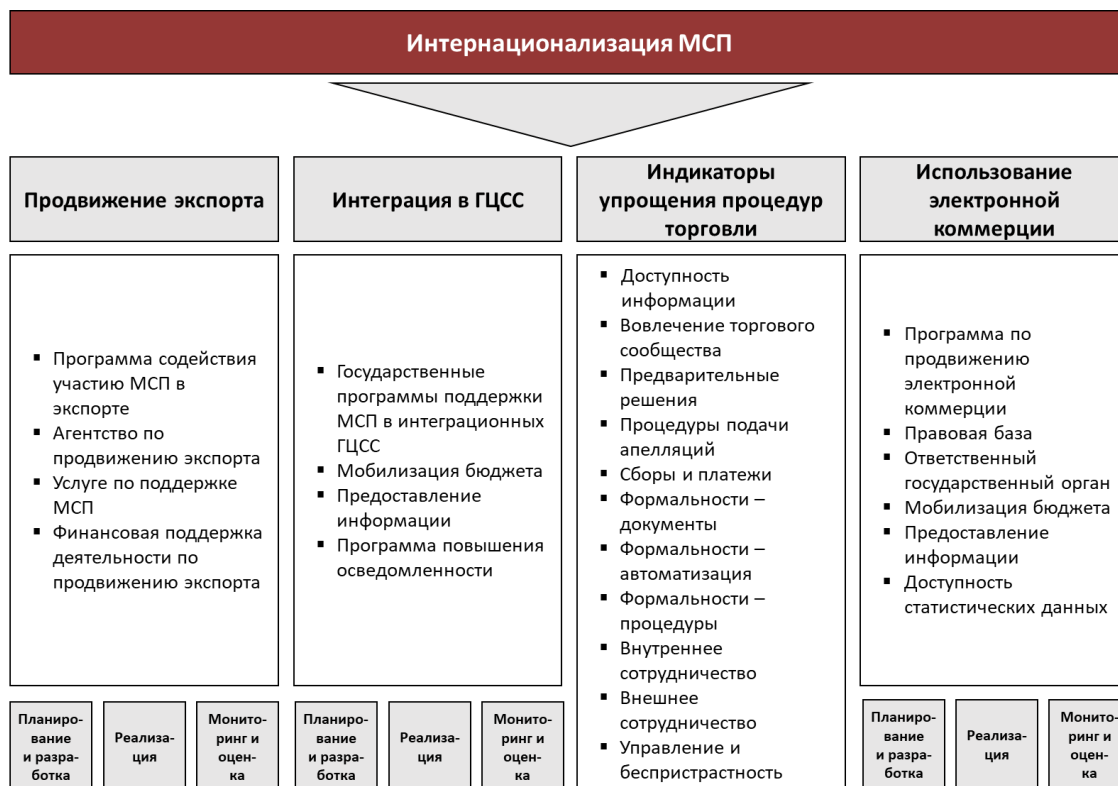 Интернационализация МСП
Продвижение экспорта
Интеграция в ГЦСС
Индикаторы
упрощения процедур
торговли
Использование
электронной
коммерции
▪ Программа содействия
участию МСП в
экспорте
▪ Агентство по
продвижению экспорта
▪ Услуге по поддержке
МСП
▪ Финансовая поддержка
деятельности по
продвижению экспорта
▪ Государственные
программы поддержки
МСП в интеграционных
ГЦСС
▪ Мобилизация бюджета
▪ Предоставление
информации
▪ Программа повышения
осведомленности
▪ Доступность
информации
▪ Вовлечение торгового
сообщества
▪ Предварительные
решения
▪ Процедуры подачи
апелляций
▪ Сборы и платежи
▪ Формальности –
документы
▪ Формальности –
автоматизация
▪ Формальности –
процедуры
▪ Внутреннее
сотрудничество
▪ Внешнее
сотрудничество
▪ Управление и
беспристрастность
▪ Программа по
продвижению
электронной
коммерции
▪ Правовая база
▪ Ответственный
государственный орган
▪ Мобилизация бюджета
▪ Предоставление
информации
▪ Доступность
статистических данных
Планиро-
вание
и разра-
ботка
Реализа-
ция
Монито-
ринг и
оцен-
ка
Планиро-
вание
и разра-
ботка
Реализа-
ция
Монито-
ринг и
оцен-
ка
Планиро-
вание
и разра-
ботка
Реализа-
ция
Монито-
ринг и
оцен-
ка